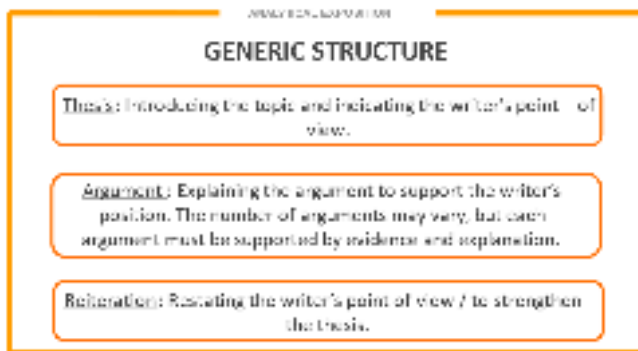 ANALYTICAL EXPOSITION
GENERIC STRUCTURE
Thesis: Introducing the topic and indicating the writer's point of
view.
Argument : Explaining the argument to support the writer's
position. The number of arguments may vary, but each
argument must be supported by evidence and explanation.
Reiteration : Restating the writer's point of view / to strengthen
the thesis.